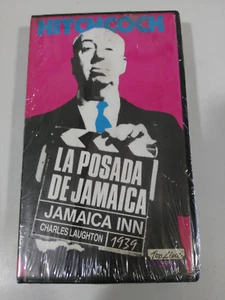 HITCHCOCK
LA POSADA
DE JAMAICA
JAMAICA INN
CHARLES LAUGHTON
1939